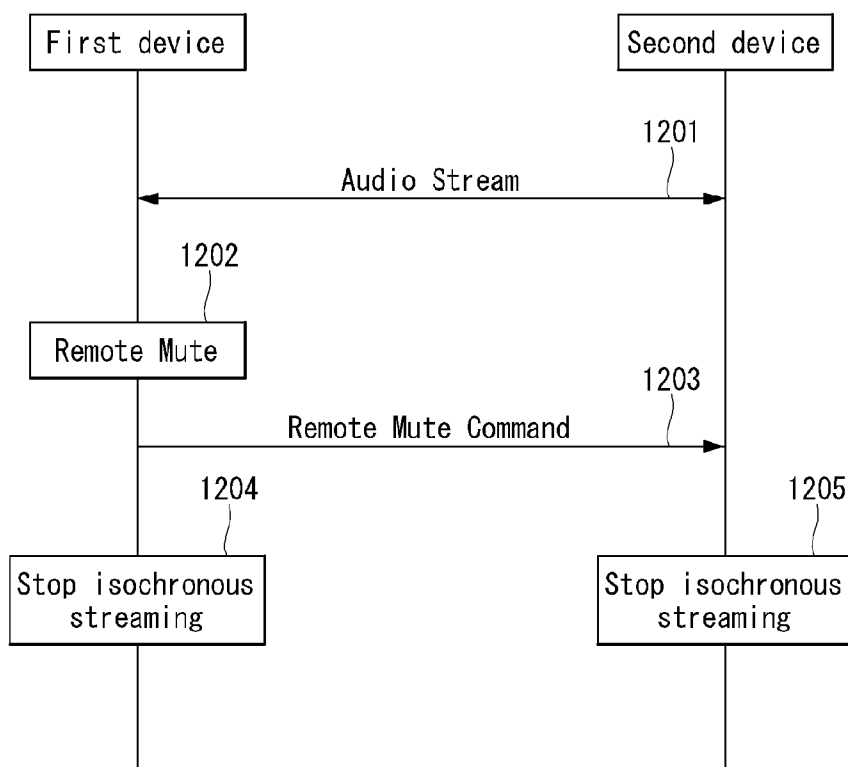 First device
Second device
1201
Audio Stream
1202
Remote Mute
1203
Remote Mute Command
1204
1205
Stop isochronous
streaming
Stop isochronous
streaming